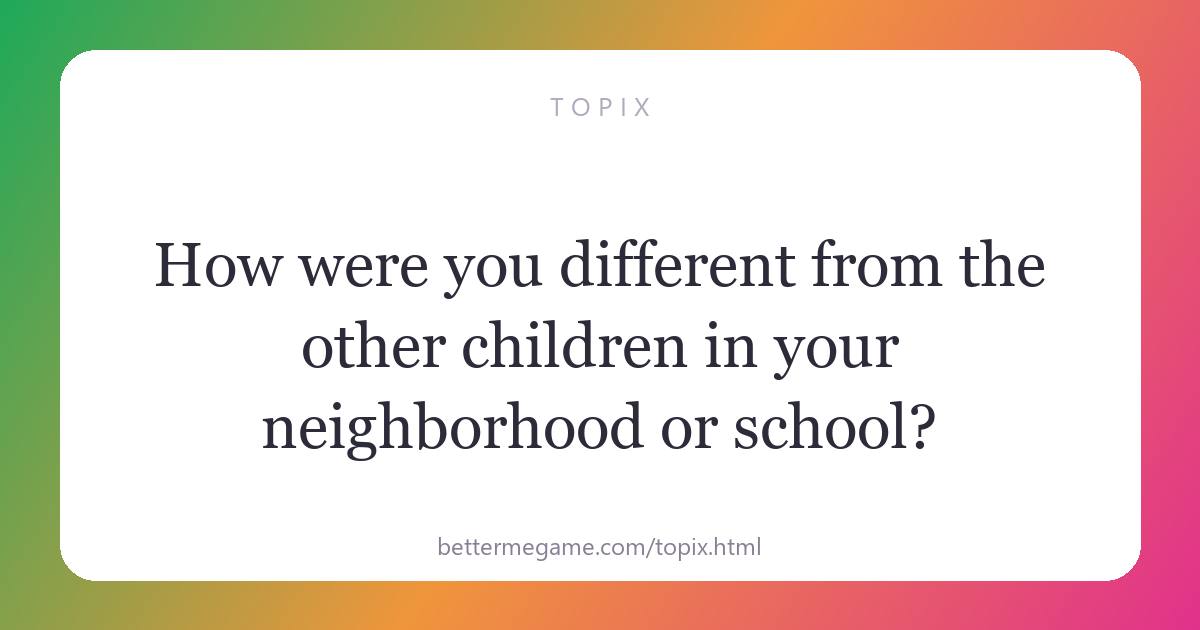 TOPIX
How were you different from the
other children in your
neighborhood or school?
bettermegame.com/topix.html